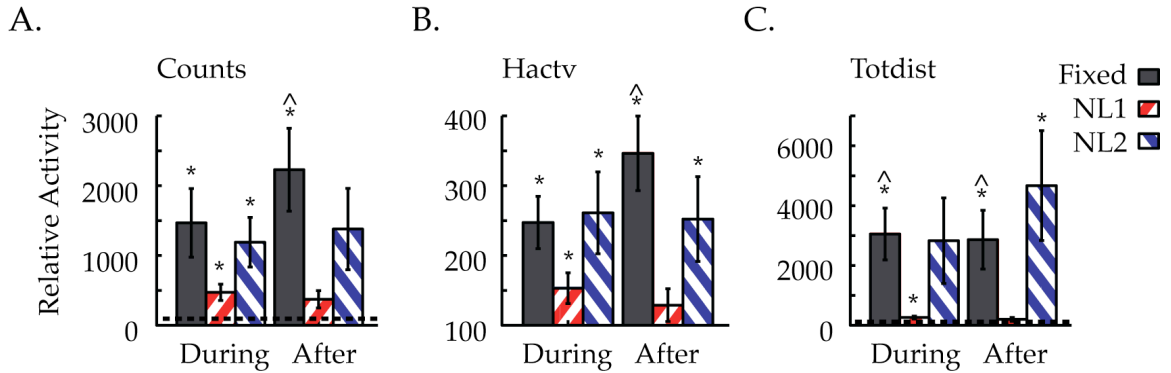 A.
Counts
Relative Activity
3000
2000
1000
0
* * * ^ *
During After
B.
Hactv
400
300
200
100
* * * ^ * *
During After
C.
Totdist
6000
4000
2000
0
^ * * ^ * *
During After
Fixed
NL1
NL2